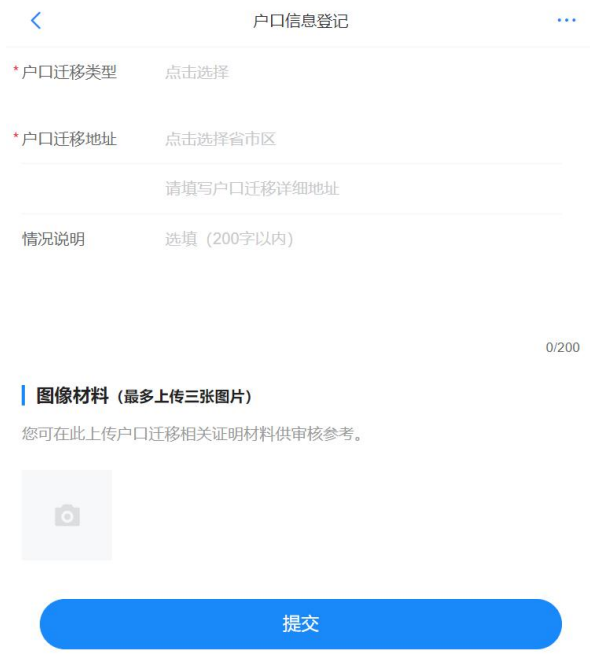 户口信息登记
*户口迁移类型 点击选择
*户口迁移地址 点击选择省市区
请填写户口迁移详细地址
情况说明 选填（200字以内）
0/200
图像材料（最多上传三张图片）
您可在此上传户口迁移相关证明材料供审核参考。
提交